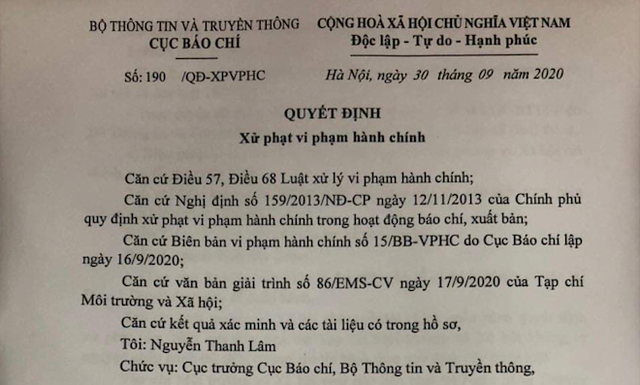 BỘ THÔNG TIN VÀ TRUYỀN THÔNG
CỤC BÁO CHÍ
CỘNG HOÀ XÃ HỘI CHỦ NGHĨA VIỆT NAM
Độc lập - Tự do - Hạnh phúc
Số: 190 /QĐ-XPVPHC
Hà Nội, ngày 30 tháng 09 năm 2020
QUYẾT ĐỊNH
Xử phạt vi phạm hành chính
Căn cứ Điều 57, Điều 68 Luật xử lý vi phạm hành chính;
Căn cứ Nghị định số 159/2013/NĐ-CP ngày 12/11/2013 của Chính phủ
quy định xử phạt vi phạm hành chính trong hoạt động báo chí, xuất bản;
Căn cứ Biên bản vi phạm hành chính số 15/BB-VPHC do Cục Báo chí lập
ngày 16/9/2020;
Căn cứ văn bản giải trình số 86/EMS-CV ngày 17/9/2020 của Tạp chí
Môi trường và Xã hội;
Căn cứ kết quả xác minh và các tài liệu có trong hồ sơ,
Tôi: Nguyễn Thanh Lâm
Chức vụ: Cục trưởng Cục Báo chí, Bộ Thông tin và Truyền thông,